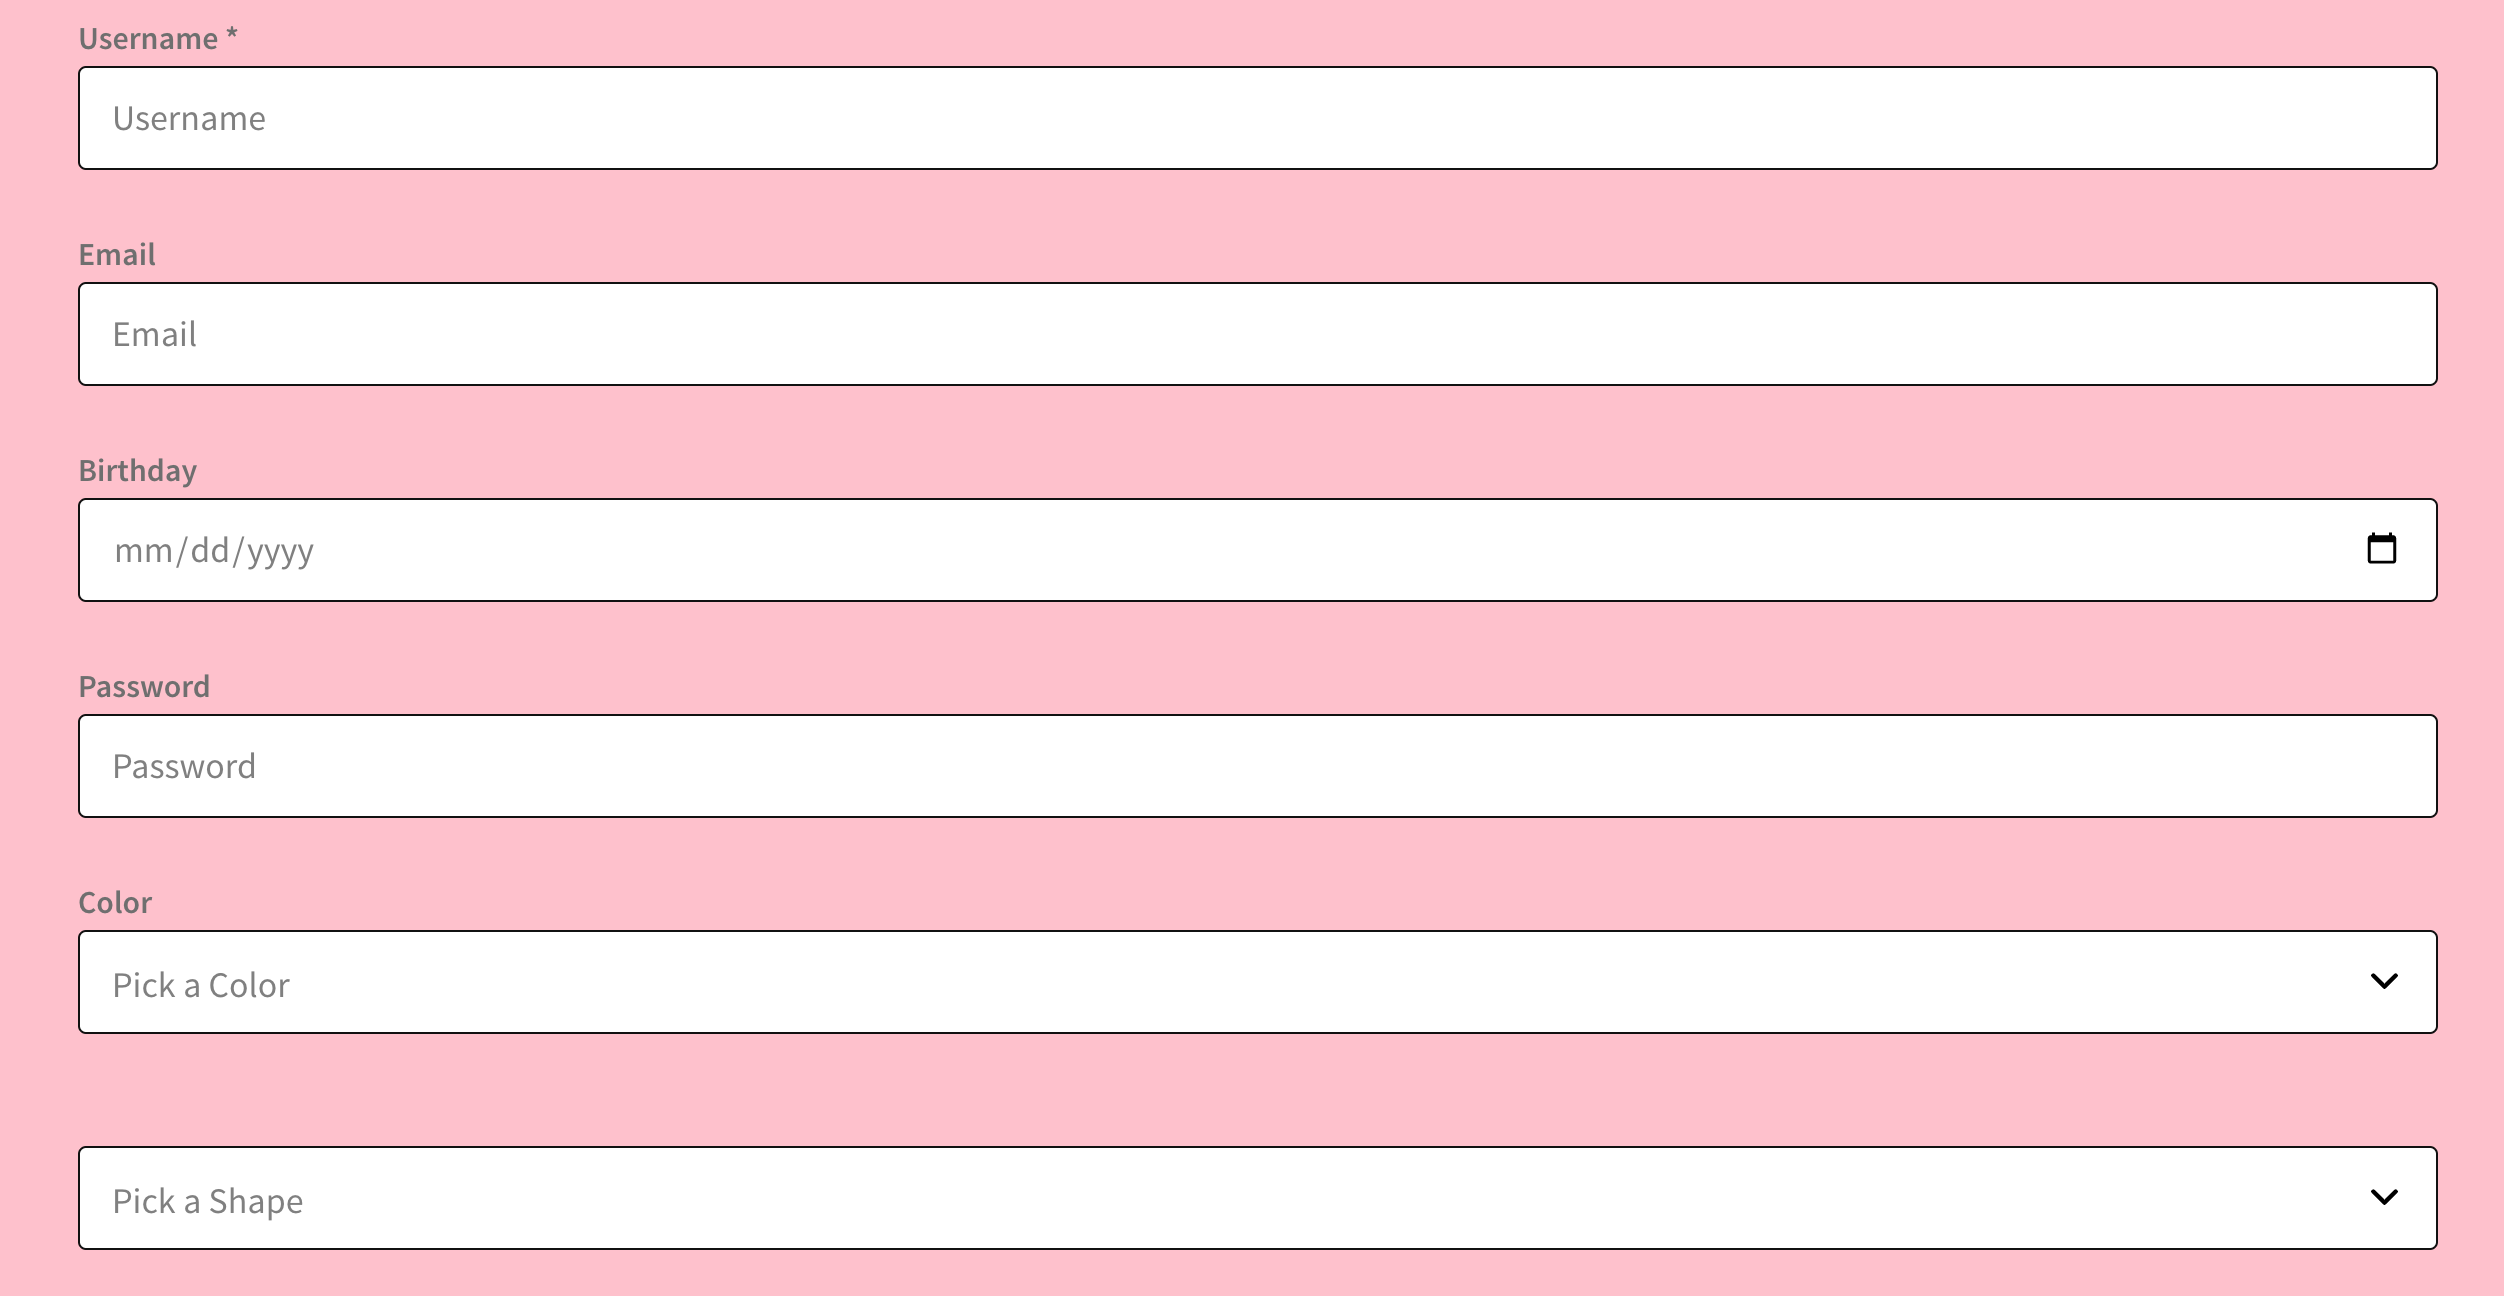 Username *
Username
Email
Email
Birthday
mm/dd/yyyy
Password
Password
Color
Pick a Color
Pick a Shape